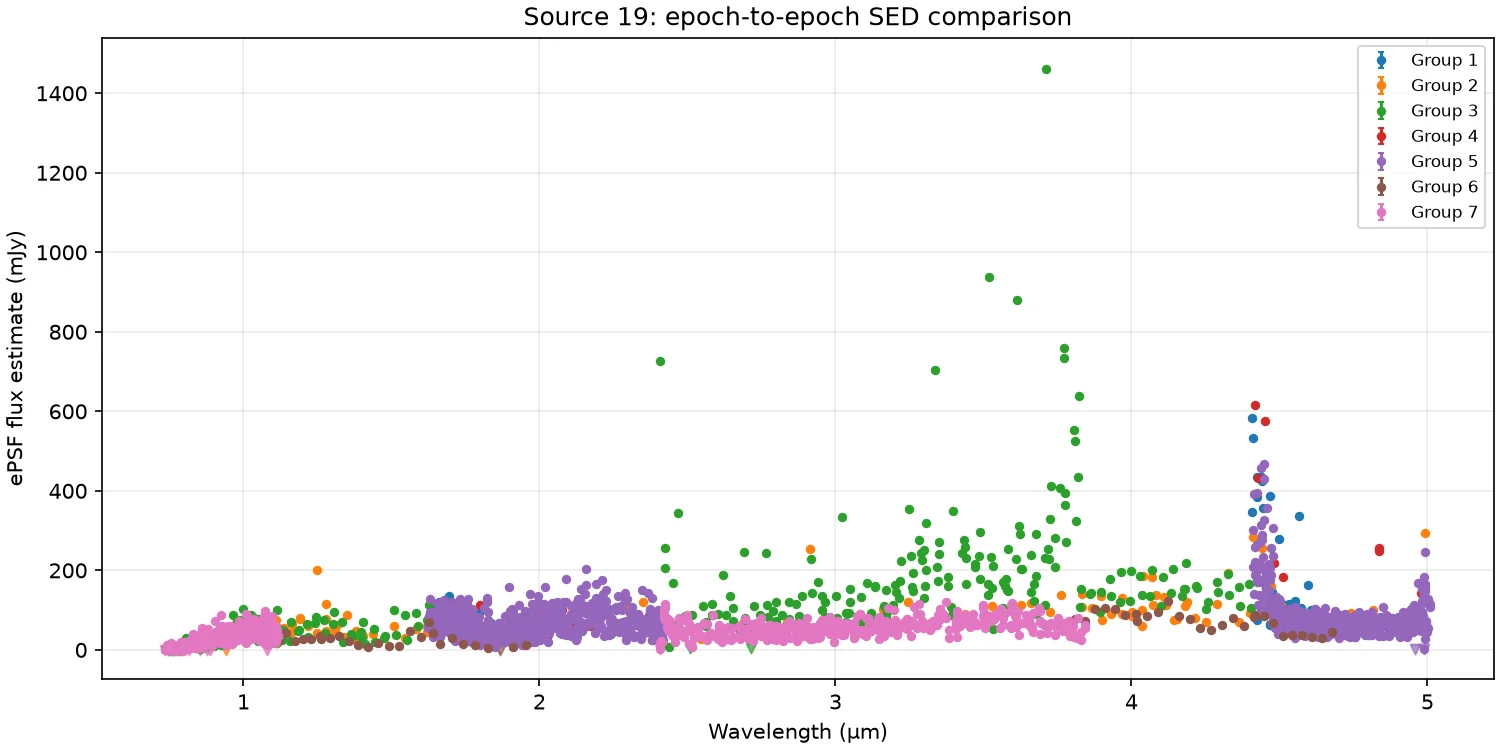 Source 19: epoch-to-epoch SED comparison
ePSF flux estimate (mJy)
1400
1200
1000
800
600
400
200
0
1 2 3 4 5
Wavelength (μm)
Group 1
Group 2
Group 3
Group 4
Group 5
Group 6
Group 7